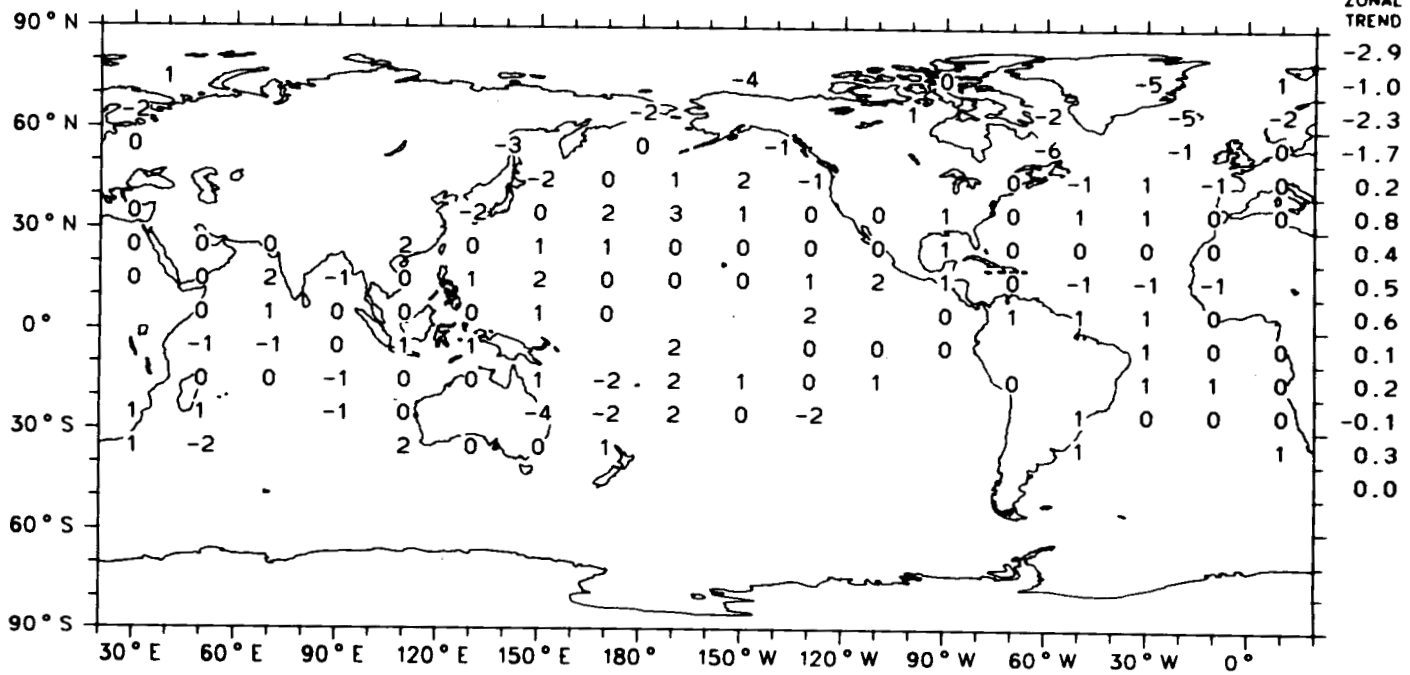 ZONAL
TREND
90° N
-2.9
1 -4 0 -5 1 -1.0
60° N -2 -2 1 -2 -5 -2 -2.3
0 -3 0 -1 -6 -1 0 -1.7
-2 0 1 2 -1 0 -1 1 -1 0 0.2
30° N 0 -2 0 2 3 1 0 0 1 0 1 1 0 0 0.8
0 0 0 2 0 1 1 0 0 0 0 1 0 0 0 0 0.4
0 0 2 -1 0 1 2 0 0 0 1 2 1 0 -1 -1 -1 0.5
0° 0 1 0 0 0 1 0 2 0 1 1 1 0 0.6
-1 -1 0 1 1 2 0 0 0 1 0 0 0.1
0 0 -1 0 0 1 -2 2 1 0 1 0 1 1 0 0.2
30° S 1 1 -1 0 -4 -2 2 0 -2 1 0 0 0 -0.1
1 -2 2 0 0 1 1 1 0.3
0.0
60° S
90° S
30° E 60° E 90° E 120° E 150° E 180° 150° W 120° W 90° W 60° W 30° W 0°